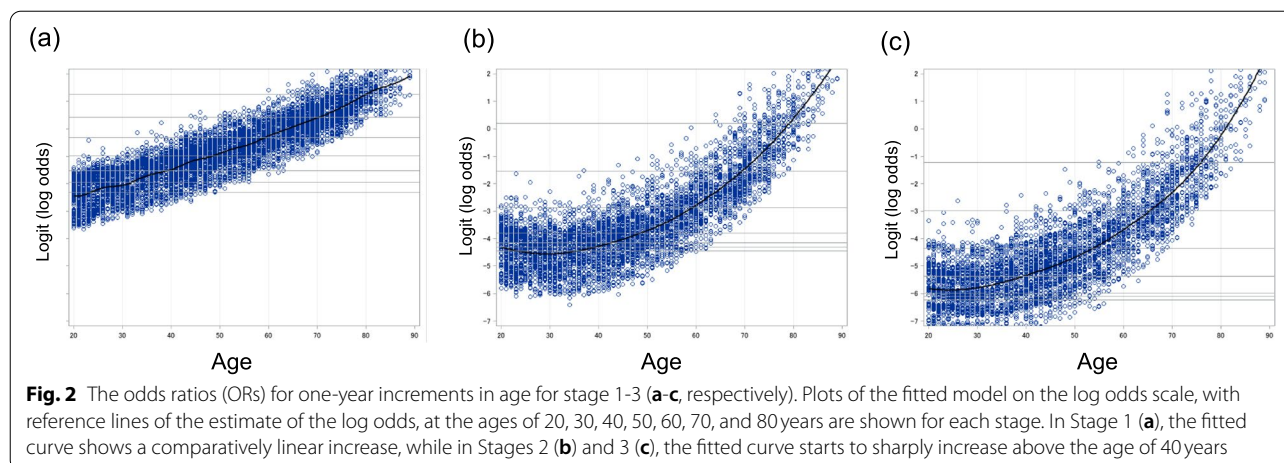 (a)
(b)
(c)
Logit (log odds)
20 30 40 50 60 70 80 90
Age
2
1
0
-1
-2
-3
-4
-5
-6
-7
Logit (log odds)
20 30 40 50 60 70 80 90
Age
2
1
0
-1
-2
-3
-4
-5
-6
-7
Logit (log odds)
20 30 40 50 60 70 80 90
Age
Fig. 2 The odds ratios (ORs) for one-year increments in age for stage 1-3 (a-c, respectively). Plots of the fitted model on the log odds scale, with
reference lines of the estimate of the log odds, at the ages of 20, 30, 40, 50, 60, 70, and 80 years are shown for each stage. In Stage 1 (a), the fitted
curve shows a comparatively linear increase, while in Stages 2 (b) and 3 (c), the fitted curve starts to sharply increase above the age of 40 years